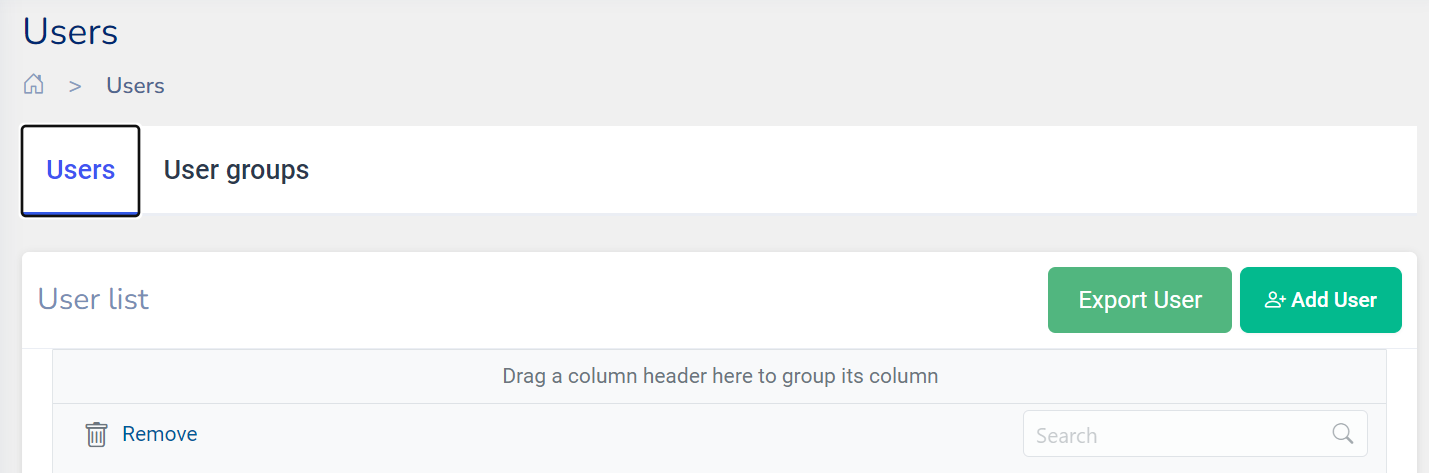 Users
> Users
Users User groups
User list Export User Add User
Drag a column header here to group its column
Remove Search